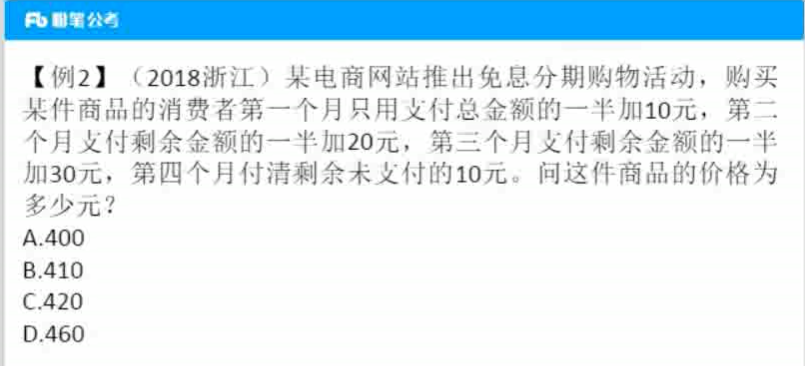 粉笔公考
【例2】（2018浙江）某电商网站推出免息分期购物活动，购买
某件商品的消费者第一个月只用支付总金额的一半加10元，第二
个月支付剩余金额的一半加20元，第三个月支付剩余金额的一半
加30元，第四个月付清剩余未支付的10元。问这件商品的价格为
多少元？
A.400
B.410
C.420
D.460